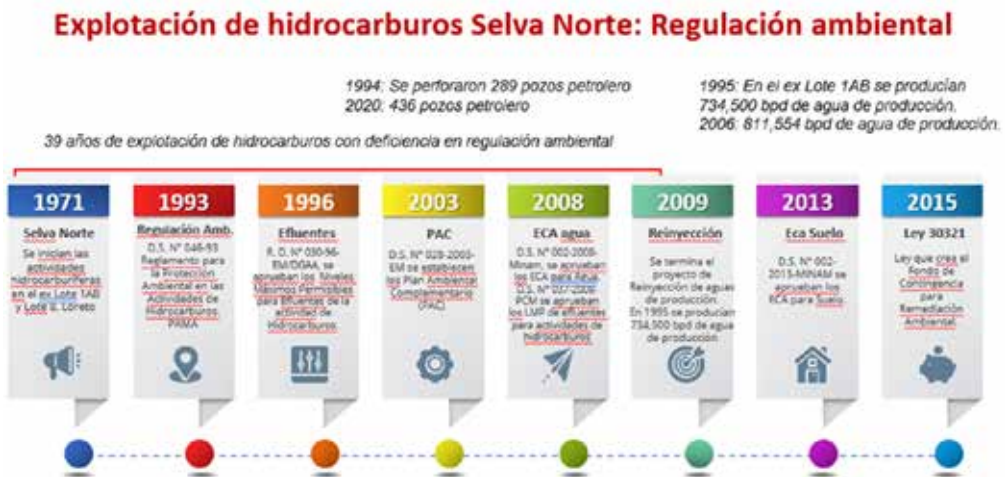 Explotación de hidrocarburos Selva Norte: Regulación ambiental
1994: Se perforaron 289 pozos petrolero
2020: 436 pozos petrolero
1995: En el ex Lote 1AB se producían
734,500 bpd de agua de producción.
2006: 811,554 bpd de agua de producción.
39 años de explotación de hidrocarburos con deficiencia en regulación ambiental
1971
Selva Norte
Se inician las
actividades
hidrocarburíferas
en el ex Lote 1AB
y Lote 8, Loreto
1993
Regulación Amb.
D.S. N° 046-93
Reglamento para
la Protección
Ambiental en las
Actividades de
Hidrocarburos.
PAMA
1996
Efluentes
R. D. N° 030-96-
EM/DGAA, se
aprueban los Niveles
Máximos Permisibles
para Efluentes de la
actividad de
Hidrocarburos.
2003
PAC
D.S. N° 028-2003-
EM se establecen
los Plan Ambiental
Complementario
(PAC)
2008
ECA agua
D.S. N° 002-2008-
Minam, se aprueban
los ECA para Agua.
D.S. N° 037-2008-
PCM se aprueban
los LMP de efluentes
para actividades de
hidrocarburos
2009
Reinyección
Se termina el
proyecto de
Reinyección de aguas
de producción.
En 1995 se producían
734,500 bpd de agua
de producción
2013
Eca Suelo
D.S. N° 002-
2013-MINAM se
aprueban los
ECA para Suelo
2015
Ley 30321
Ley que crea el
Fondo de
Contingencia
para
Remediación
Ambiental.